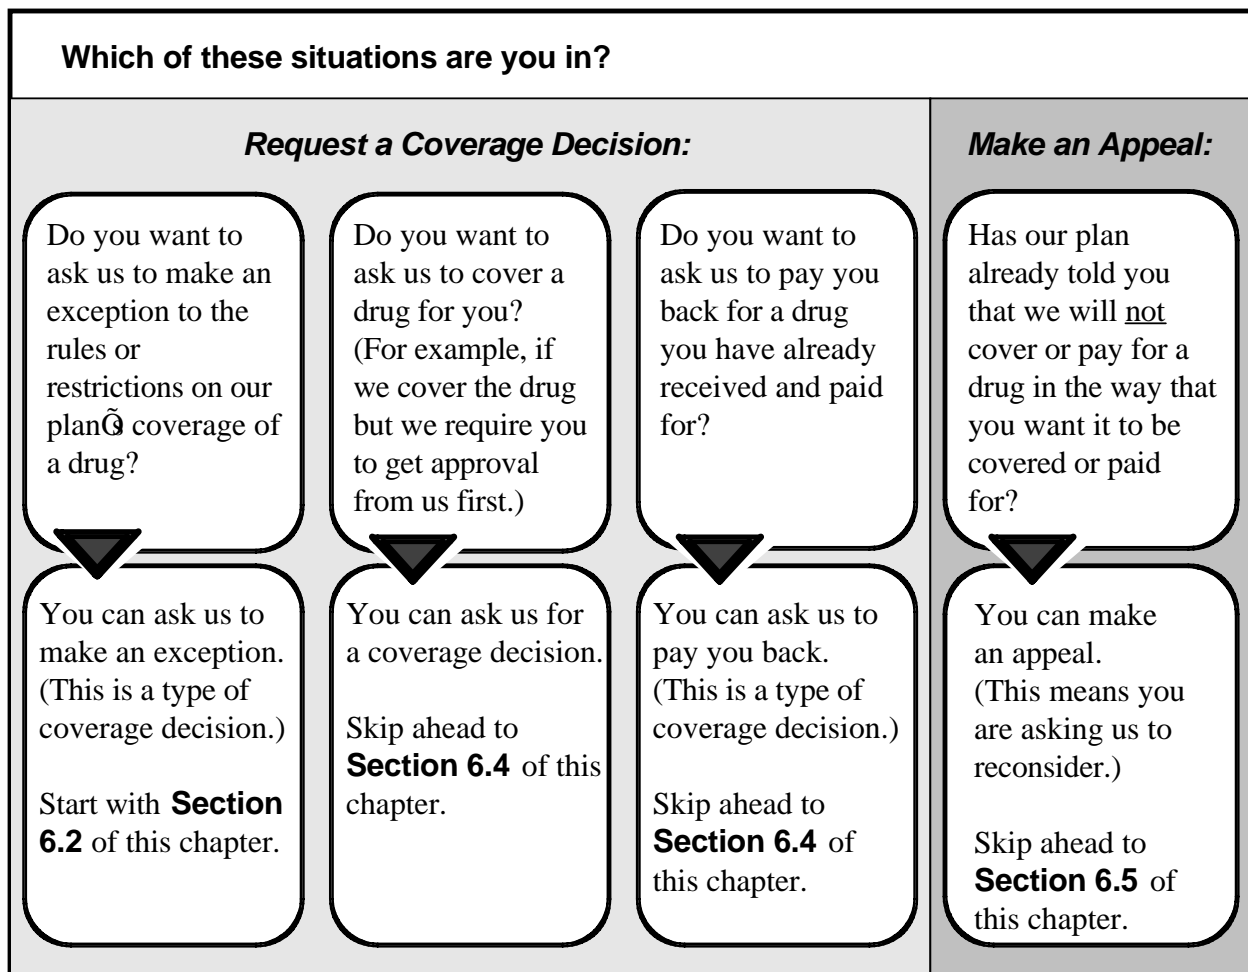 Which of these situations are you in?
Request a Coverage Decision:
Do you want to
ask us to make an
exception to the
rules or
restrictions on our
planÕs coverage of
a drug?
You can ask us to
make an exception.
(This is a type of
coverage decision.)
Start with Section
6.2 of this chapter.
Do you want to
ask us to cover a
drug for you?
(For example, if
we cover the drug
but we require you
to get approval
from us first.)
You can ask us for
a coverage decision.
Skip ahead to
Section 6.4 of this
chapter.
Do you want to
ask us to pay you
back for a drug
you have already
received and paid
for?
You can ask us to
pay you back.
(This is a type of
coverage decision.)
Skip ahead to
Section 6.4 of
this chapter.
Make an Appeal:
Has our plan
already told you
that we will not
cover or pay for a
drug in the way that
you want it to be
covered or paid
for?
You can make
an appeal.
(This means you
are asking us to
reconsider.)
Skip ahead to
Section 6.5 of
this chapter.